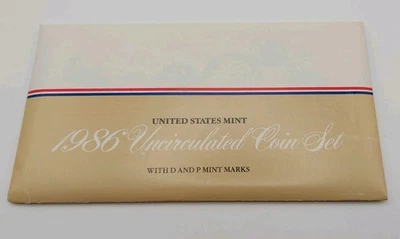 UNITED STATES MINT
1986 Uncirculated Coin Set
WITH D AND P MINT MARKS